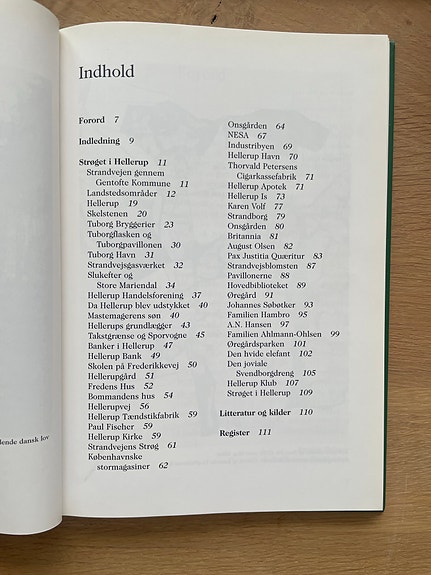 Indhold
Forord 7
Indledning 9
Strøget i Hellerup 11
Strandvejen gennem
Gentofte Kommune 11
Landstedsområder 12
Hellerup 19
Skelstenen 20
Tuborg Bryggerier 23
Tuborgflasken og
Tuborgpavillonen 30
Tuborg Havn 31
Strandvejsgasværket 32
Slukefter og
Store Mariendal 34
Hellerup Handelsforening 37
Da Hellerup blev udstykket 40
Mastemagerens søn 40
Hellerups grundlægger 43
Takstgrænse og Sporvogne 45
Banker i Hellerup 47
Hellerup Bank 49
Skolen på Frederikkevej 50
Hellerupgård 51
Fredens Hus 52
Bommandens hus 54
Hellerupvej 56
Hellerup Tændstikfabrik 59
Paul Fischer 59
Hellerup Kirke 59
Strandvejens Strøg 61
Københavnske
stormagasiner 62
Onsgården 64
NESA 67
Industribyen 69
Hellerup Havn 70
Thorvald Petersens
Cigarkassefabrik 71
Hellerup Apotek 71
Hellerup Is 73
Karen Volf 77
Strandborg 79
Onsgården 80
Britannia 81
August Olsen 82
Pax Justitia Quæritur 83
Strandvejsblomsten 87
Pavillonerne 88
Hovedbiblioteket 89
Øregård 91
Johannes Søbøtker 93
Familien Hambro 95
A.N. Hansen 97
Familien Ahlmann-Ohlsen 99
Øregårdsparken 101
Den hvide elefant 102
Den joviale
Svendborgdreng 105
Hellerup Klub 107
Strøget i Hellerup 109
Litteratur og kilder 110
Register 111
dende dansk lov